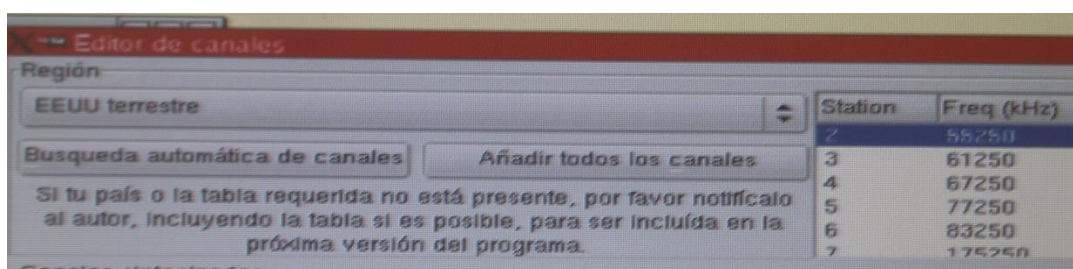 Editor de canales
Región
EEUU terrestre
Busqueda automática de canales
Añadir todos los canales
Si tu país o la tabla requerida no está presente, por favor notifícalo
al autor, incluyendo la tabla si es posible, para ser incluída en la
próxima versión del programa.
Station Freq (kHz)
2 55250
3 61250
4 67250
5 77250
6 83250
7 175250